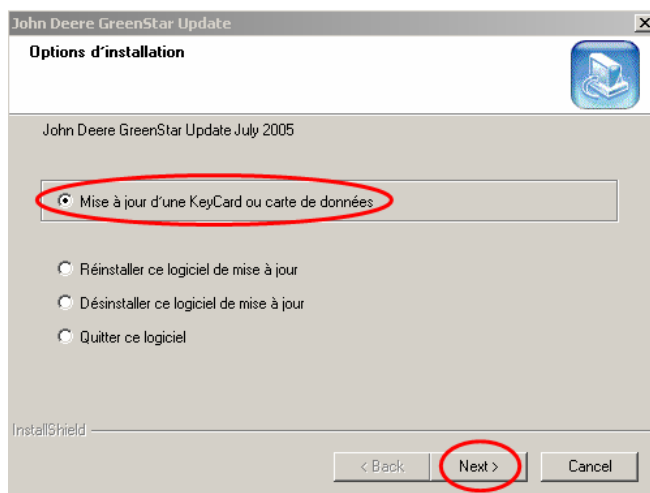 John Deere GreenStar Update
Options d'installation
John Deere GreenStar Update July 2005
Mise à jour d'une KeyCard ou carte de données
Réinstaller ce logiciel de mise à jour
Désinstaller ce logiciel de mise à jour
Quitter ce logiciel
InstallShield
< Back Next > Cancel